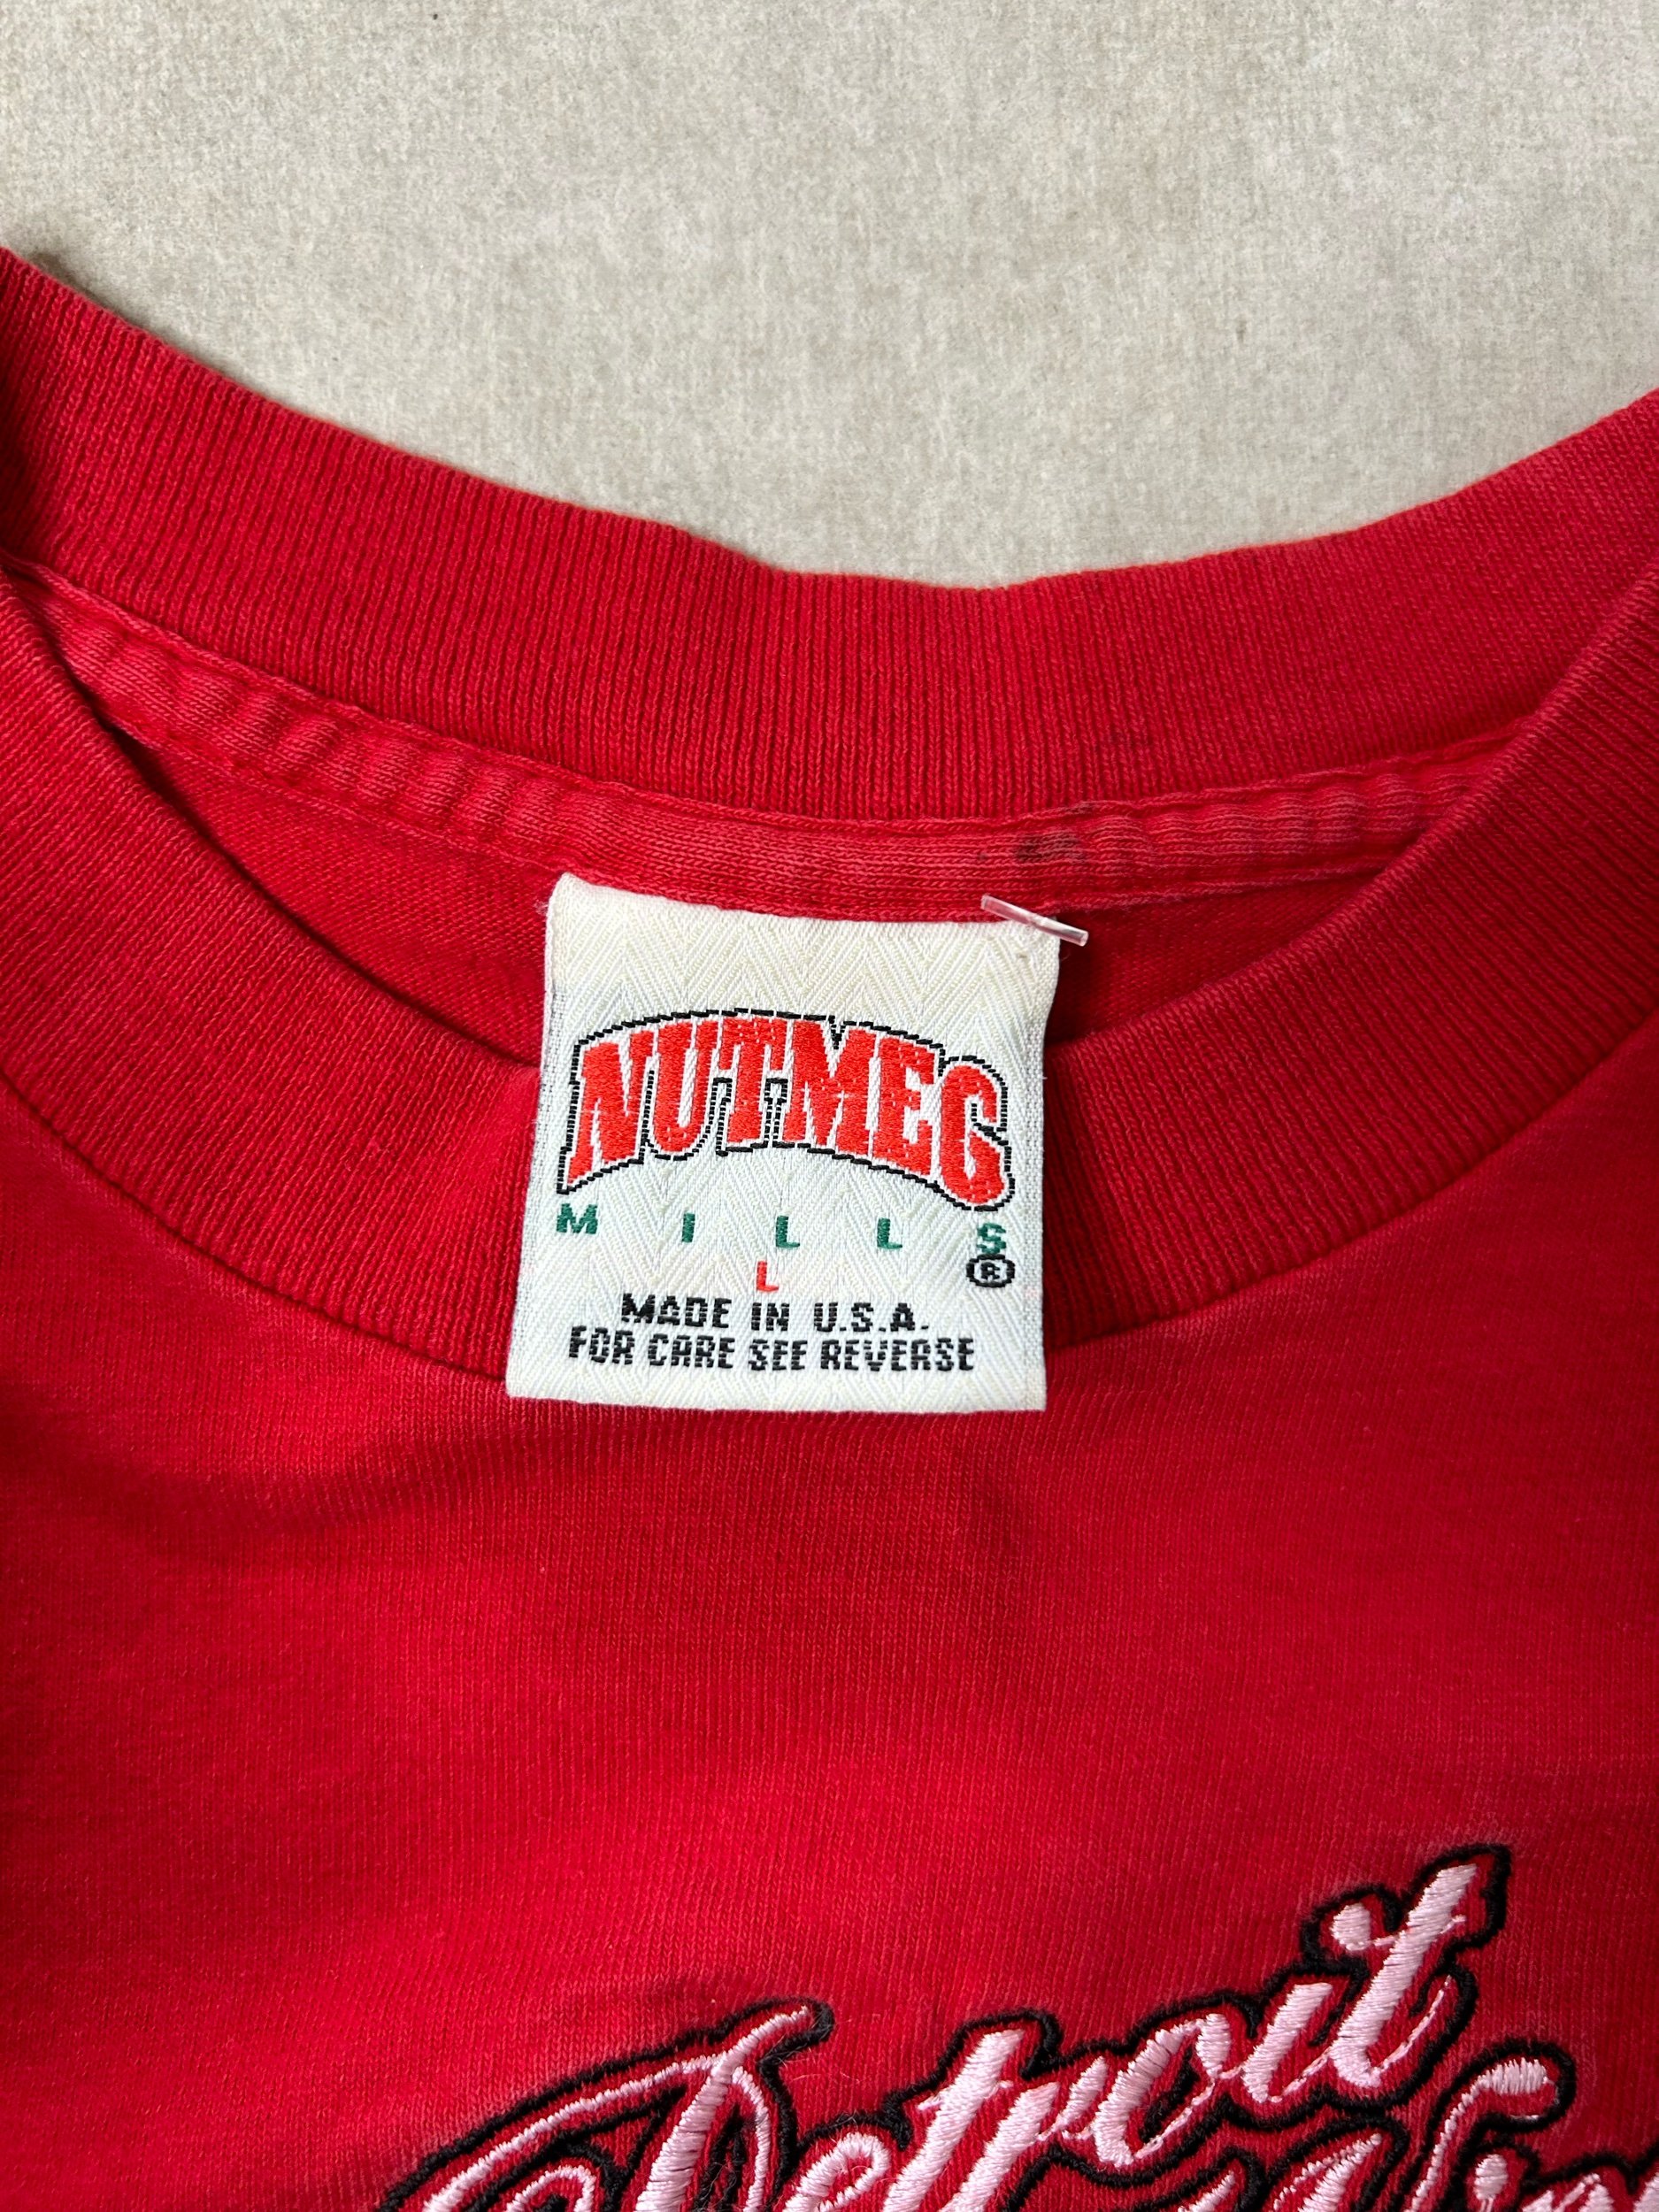 NUTMEG
MILLS
®
L
MADE IN U.S.A.
FOR CARE SEE REVERSE
Detroit